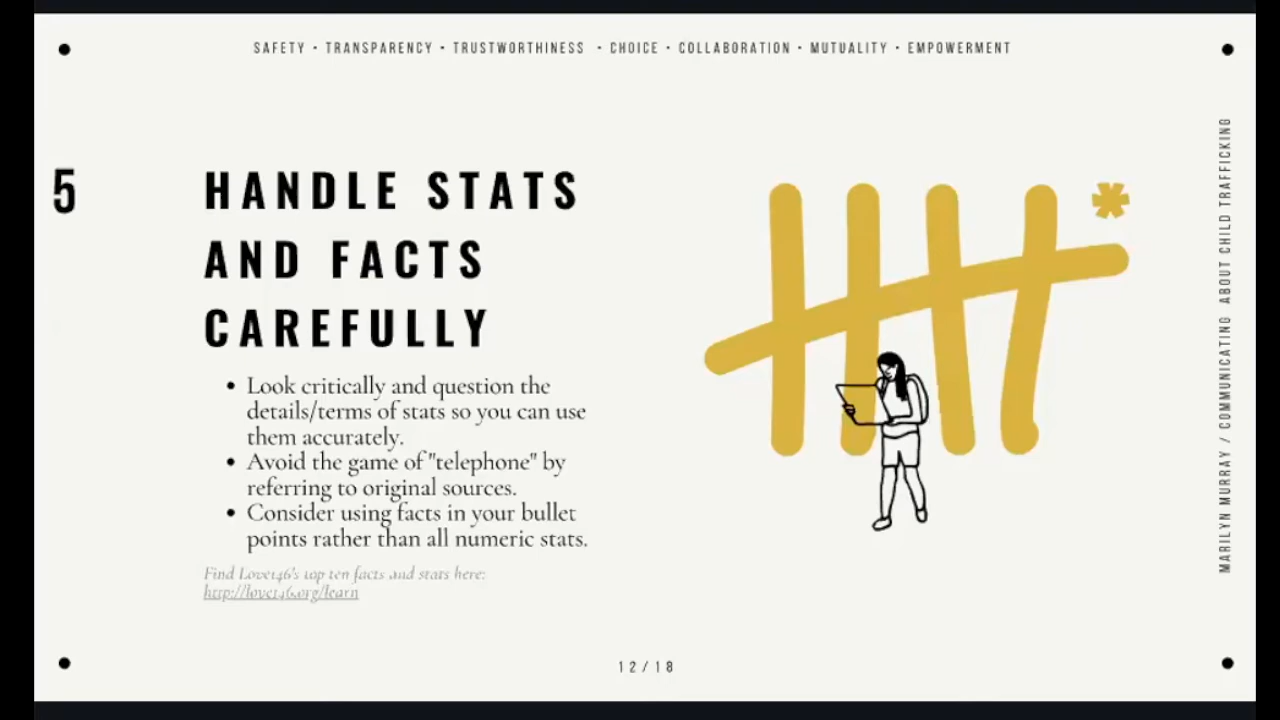 SAFETY • TRANSPARENCY • TRUSTWORTHINESS • CHOICE • COLLABORATION • MUTUALITY • EMPOWERMENT
5
HANDLE STATS
AND FACTS
CAREFULLY
• Look critically and question the
details/terms of stats so you can use
them accurately.
• Avoid the game of "telephone" by
referring to original sources.
• Consider using facts in your bullet
points rather than all numeric stats.
Find Love146's top ten facts and stats here:
http://love146.org/learn
*
MARILYN MURRAY / COMMUNICATING ABOUT CHILD TRAFFICKING
12/18